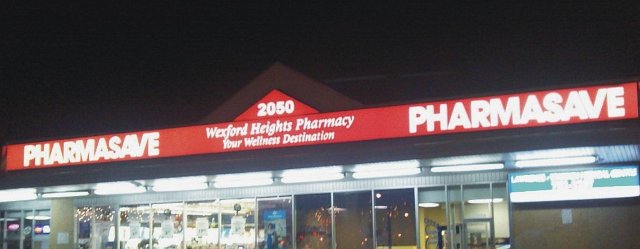 2050
PHARMASAVE
Wexford Heights Pharmacy
Your Wellness Destination
PHARMASAVE